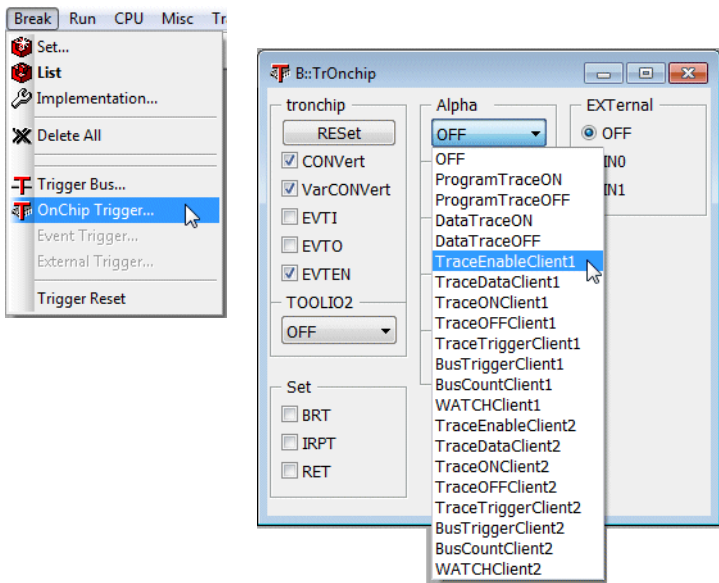 Break Run CPU Misc Tr
Set...
List
Implementation...
Delete All
Trigger Bus...
OnChip Trigger...
Event Trigger...
External Trigger...
Trigger Reset
B::TrOnchip
tronchip
RESet
CONVert
VarCONVert
EVTI
EVTO
EVTEN
TOOLIO2
OFF
Set
BRT
IRPT
RET
Alpha
OFF
OFF
ProgramTraceON
ProgramTraceOFF
DataTraceON
DataTraceOFF
TraceEnableClient1
TraceDataClient1
TraceONClient1
TraceOFFClient1
TraceTriggerClient1
BusTriggerClient1
BusCountClient1
WATCHClient1
TraceEnableClient2
TraceDataClient2
TraceONClient2
TraceOFFClient2
TraceTriggerClient2
BusTriggerClient2
BusCountClient2
WATCHClient2
EXTernal
OFF
IN0
IN1